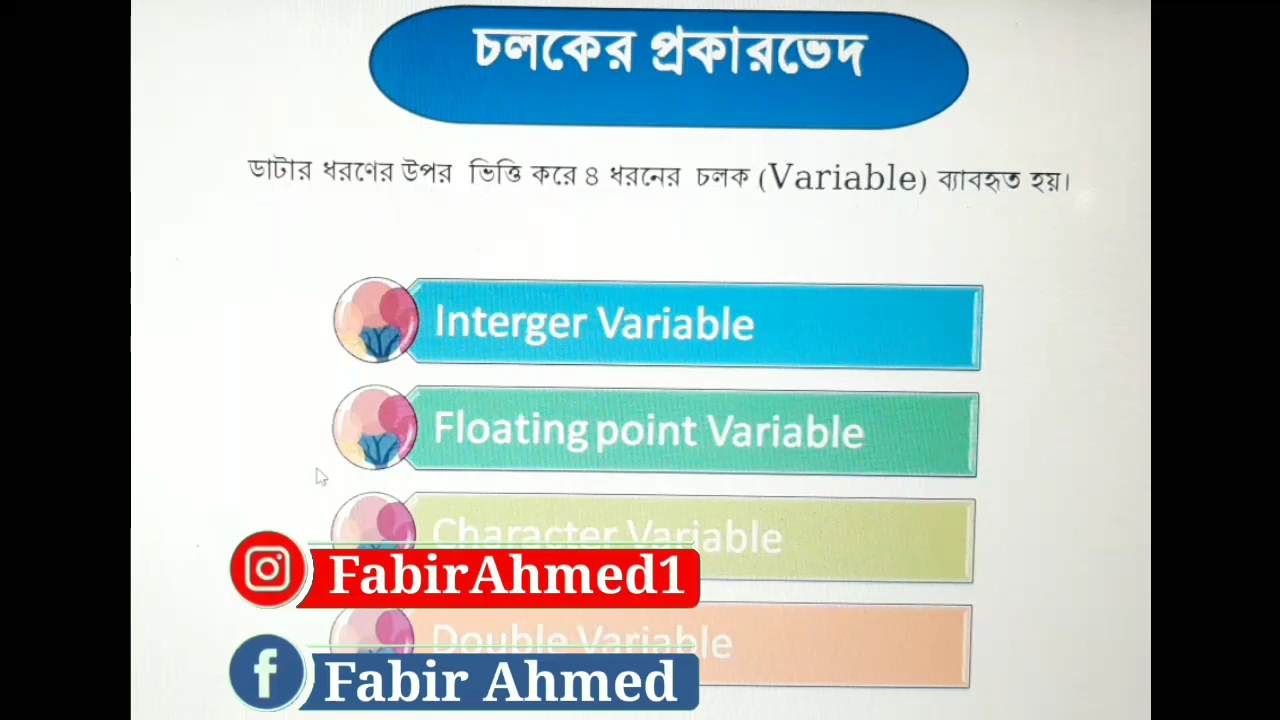 চলকের প্রকারভেদ
ডাটার ধরণের উপর ভিত্তি করে ৪ ধরনের চলক (Variable) ব্যাবহৃত হয়।
Interger Variable
Floating point Variable
Character Variable
FabirAhmed1
Double Variable
Fabir Ahmed